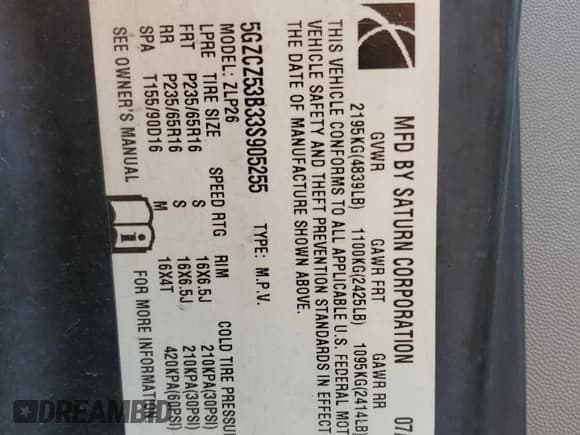 MFD BY SATURN CORPORATION 07/
GVWR GAWR FRT GAWR RR
2195KG(4839LB) 1100KG(2425LB) 1095KG(2414LB)
THIS VEHICLE CONFORMS TO ALL APPLICABLE U.S. FEDERAL MOT
VEHICLE SAFETY AND THEFT PREVENTION STANDARDS IN EFFECT
THE DATE OF MANUFACTURE SHOWN ABOVE.
5GZCZ53B33S905255 TYPE: M.P.V.
MODEL: ZLP26
LPRE TIRE SIZE SPEED RTG RIM COLD TIRE PRESSU
FRT P235/65R16 S 16X6.5J 210KPA(30PSI)
RR P235/65R16 S 16X6.5J 210KPA(30PSI)
SPA T155/90D16 M 16X4T 420KPA(60PSI)
SEE OWNER'S MANUAL i FOR MORE INFORMATION
DREAMBID